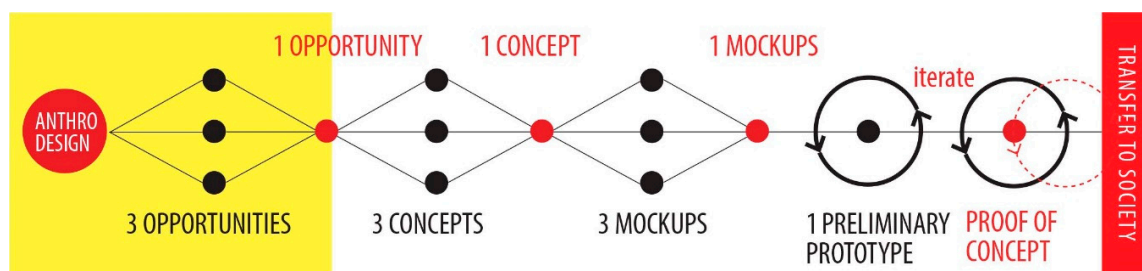 1 OPPORTUNITY
1 CONCEPT
1 MOCKUPS
iterate
ANTHRO
DESIGN
3 OPPORTUNITIES
3 CONCEPTS
3 MOCKUPS
1 PRELIMINARY
PROTOTYPE
PROOF OF
CONCEPT
TRANSFER TO SOCIETY